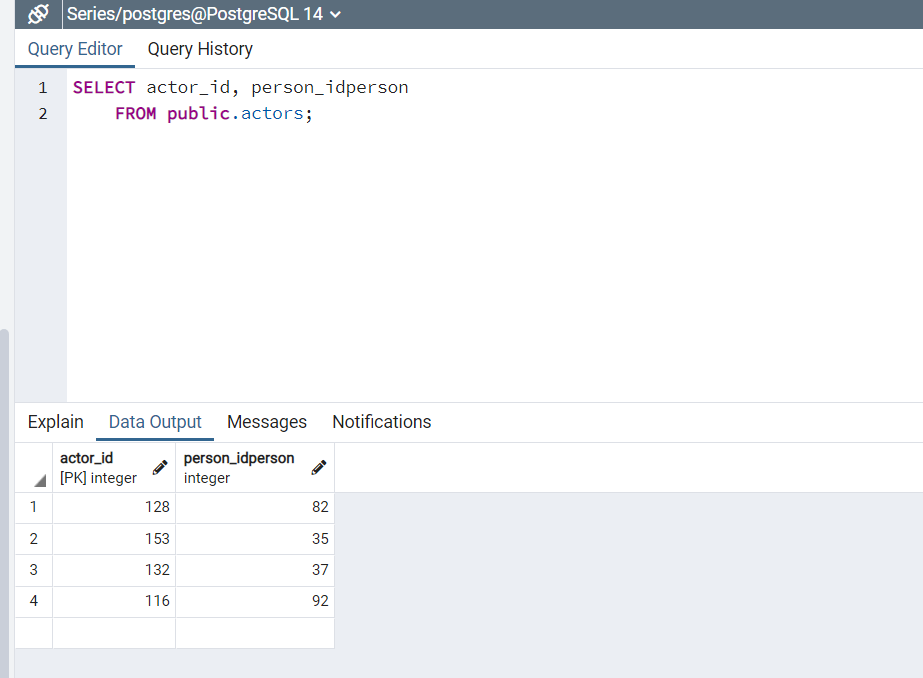 Series/postgres@PostgreSQL 14
Query Editor Query History
1 SELECT actor_id, person_idperson
2 FROM public.actors;
Explain Data Output Messages Notifications
actor_id person_idperson
[PK] integer integer
1 128 82
2 153 35
3 132 37
4 116 92